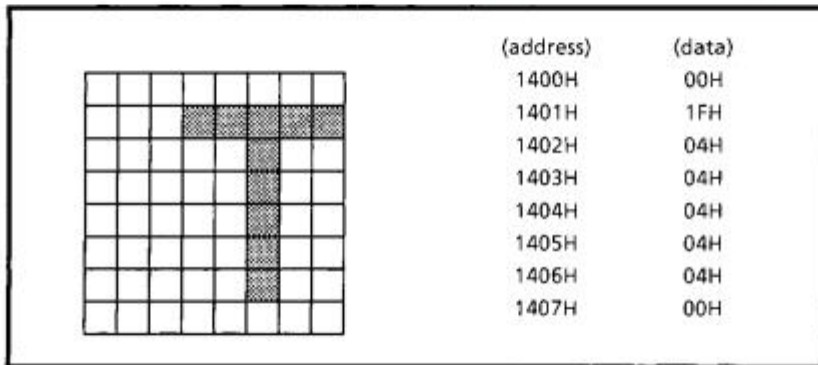 (address) (data)
1400H 00H
1401H 1FH
1402H 04H
1403H 04H
1404H 04H
1405H 04H
1406H 04H
1407H 00H